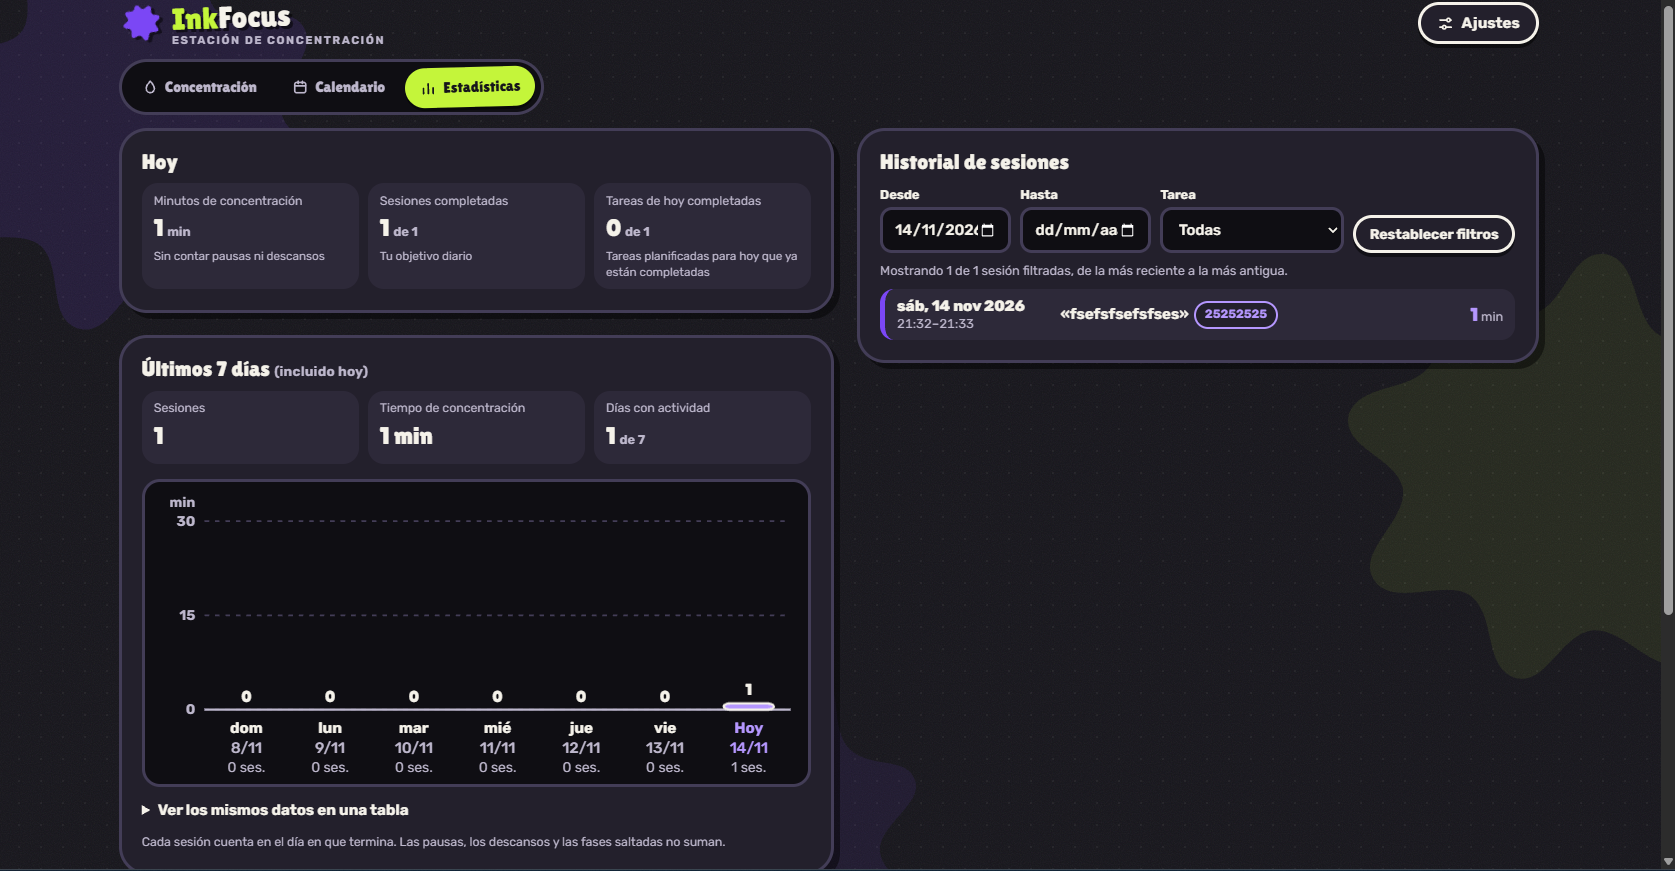 InkFocus
ESTACIÓN DE CONCENTRACIÓN
Ajustes
Concentración
Calendario
Estadísticas
Hoy
Minutos de concentración
1 min
Sin contar pausas ni descansos
Sesiones completadas
1 de 1
Tu objetivo diario
Tareas de hoy completadas
0 de 1
Tareas planificadas para hoy que ya
están completadas
Últimos 7 días (incluido hoy)
Sesiones
1
Tiempo de concentración
1 min
Días con actividad
1 de 7
min
30
15
0
0 0 0 0 0 0 1
dom lun mar mié jue vie Hoy
8/11 9/11 10/11 11/11 12/11 13/11 14/11
0 ses. 0 ses. 0 ses. 0 ses. 0 ses. 0 ses. 1 ses.
Ver los mismos datos en una tabla
Cada sesión cuenta en el día en que termina. Las pausas, los descansos y las fases saltadas no suman.
Historial de sesiones
Desde Hasta Tarea
14/11/2026 dd/mm/aa Todas Restablecer filtros
Mostrando 1 de 1 sesión filtradas, de la más reciente a la más antigua.
sáb, 14 nov 2026
21:32–21:33
«fsefsfsefsfses» 25252525
1 min